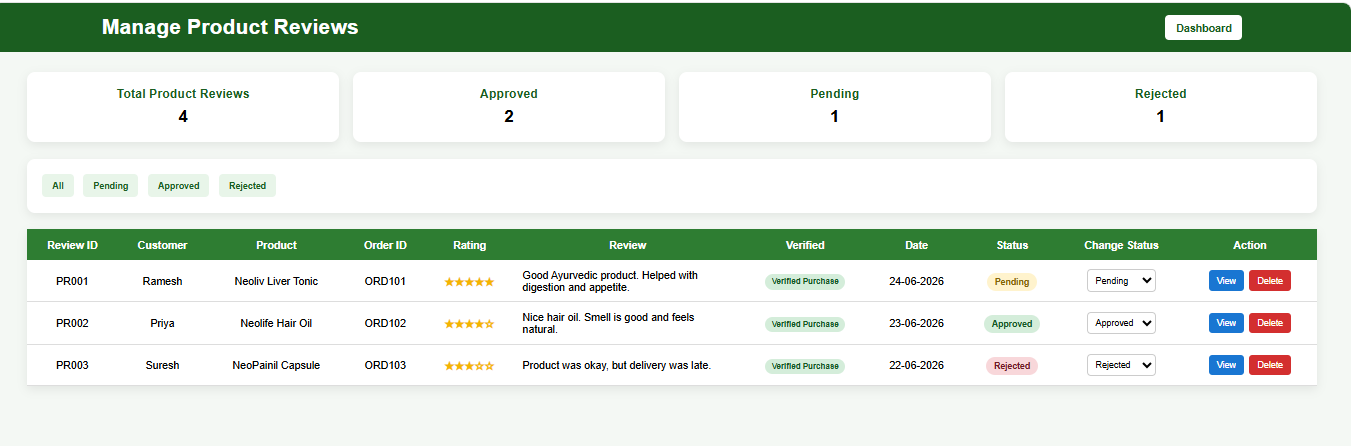 Manage Product Reviews
Dashboard
Total Product Reviews
4
Approved
2
Pending
1
Rejected
1
All Pending Approved Rejected
Review ID Customer Product Order ID Rating Review Verified Date Status Change Status Action
PR001 Ramesh Neoliv Liver Tonic ORD101 ★★★★★ Good Ayurvedic product. Helped with
digestion and appetite. Verified Purchase 24-06-2026 Pending Pending View Delete
PR002 Priya Neolife Hair Oil ORD102 ★★★★☆ Nice hair oil. Smell is good and feels
natural. Verified Purchase 23-06-2026 Approved Approved View Delete
PR003 Suresh NeoPainil Capsule ORD103 ★★★☆☆ Product was okay, but delivery was late. Verified Purchase 22-06-2026 Rejected Rejected View Delete